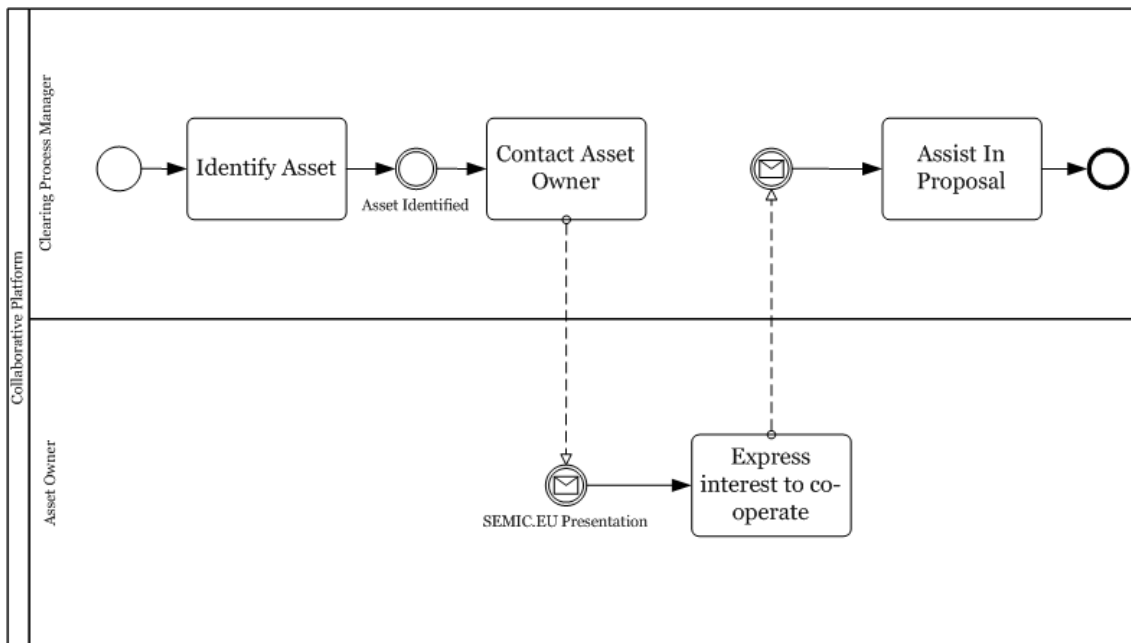 Collaborative Platform
Clearing Process Manager
Identify Asset
Asset Identified
Contact Asset
Owner
Assist In
Proposal
Asset Owner
SEMIC.EU Presentation
Express
interest to co-
operate